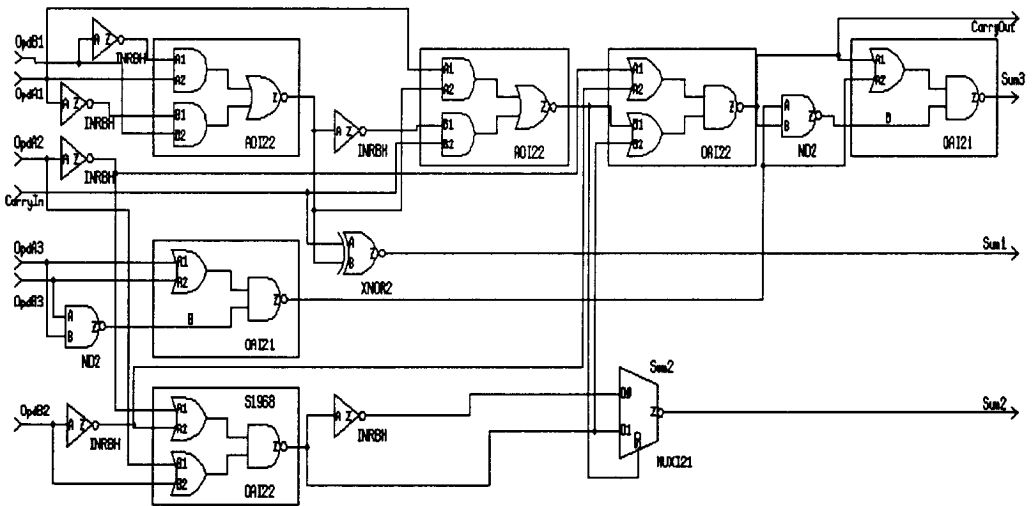 CarryOut
OpdB1
A Z
INRBH
A1
A2
B1
B2
Z
AOI22
OpdA1
A Z
INRBH
A Z
INRBH
A1
A2
B1
B2
Z
AOI22
A1
A2
B1
B2
Z
OAI22
A
B
Z
ND2
A1
A2
B
Z
OAI21
Sum3
OpdA2
A Z
INRBH
CarryIn
A
B
Z
XNOR2
Sum1
OpdA3
A1
A2
B
Z
OAI21
A
B
Z
ND2
Sum2
OpdB2
A Z
INRBH
S1968
A1
A2
B1
B2
Z
OAI22
A Z
INRBH
D0
D1
A
Z
MUXI21
Sum2